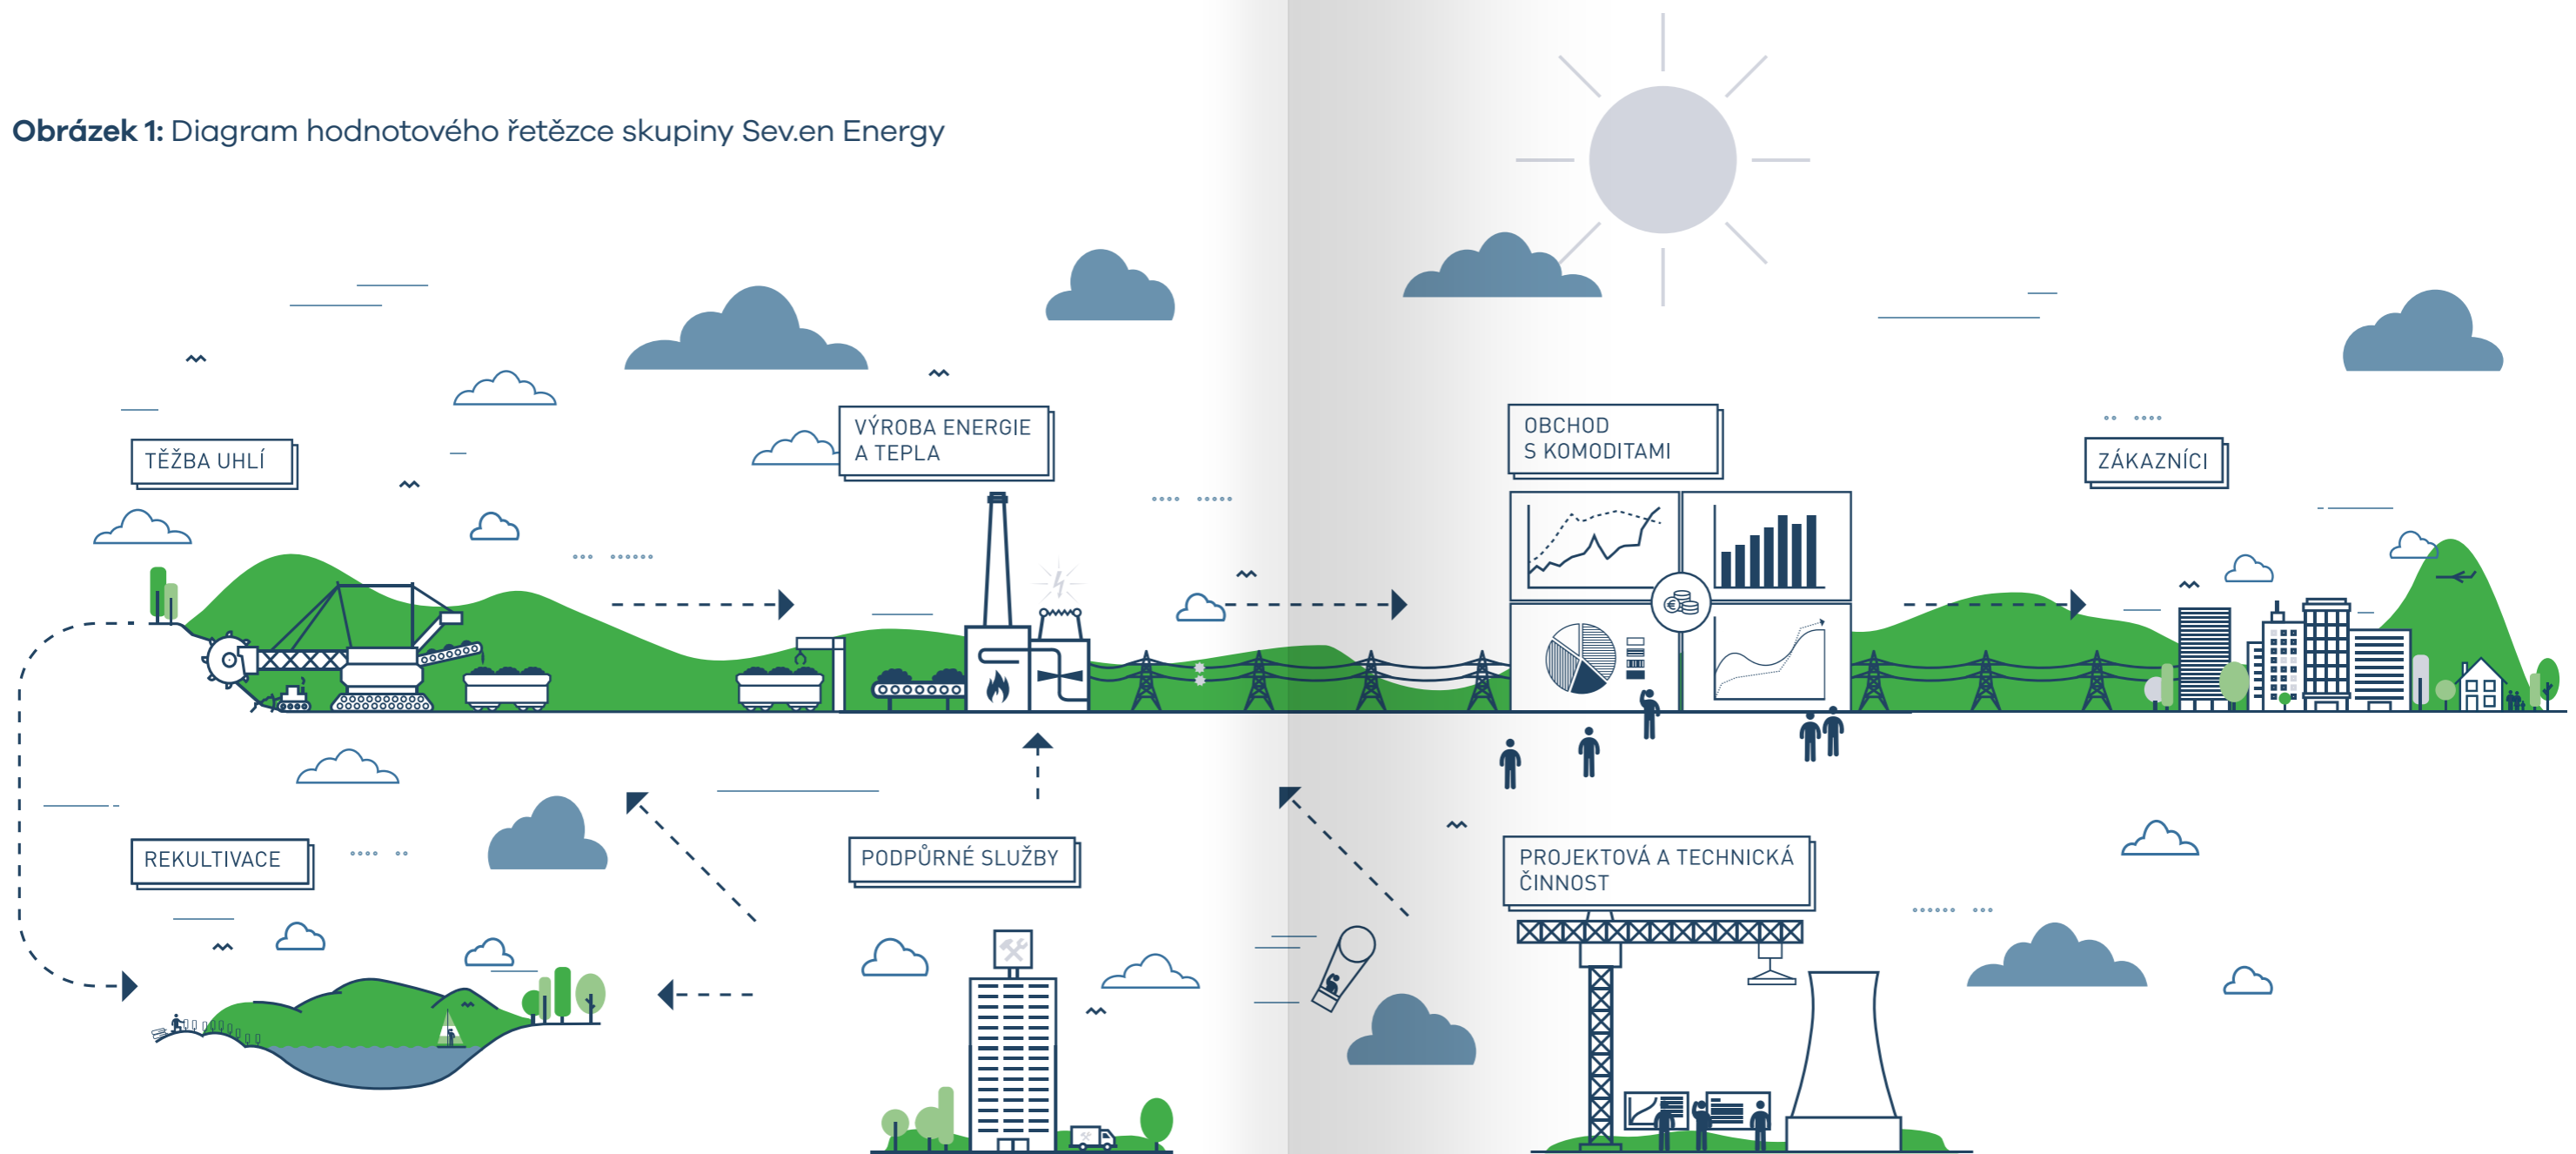 Obrázek 1: Diagram hodnotového řetězce skupiny Sev.en Energy
TĚŽBA UHLÍ
VÝROBA ENERGIE
A TEPLA
OBCHOD
S KOMODITAMI
ZÁKAZNÍCI
REKULTIVACE
PODPŮRNÉ SLUŽBY
PROJEKTOVÁ A TECHNICKÁ
ČINNOST